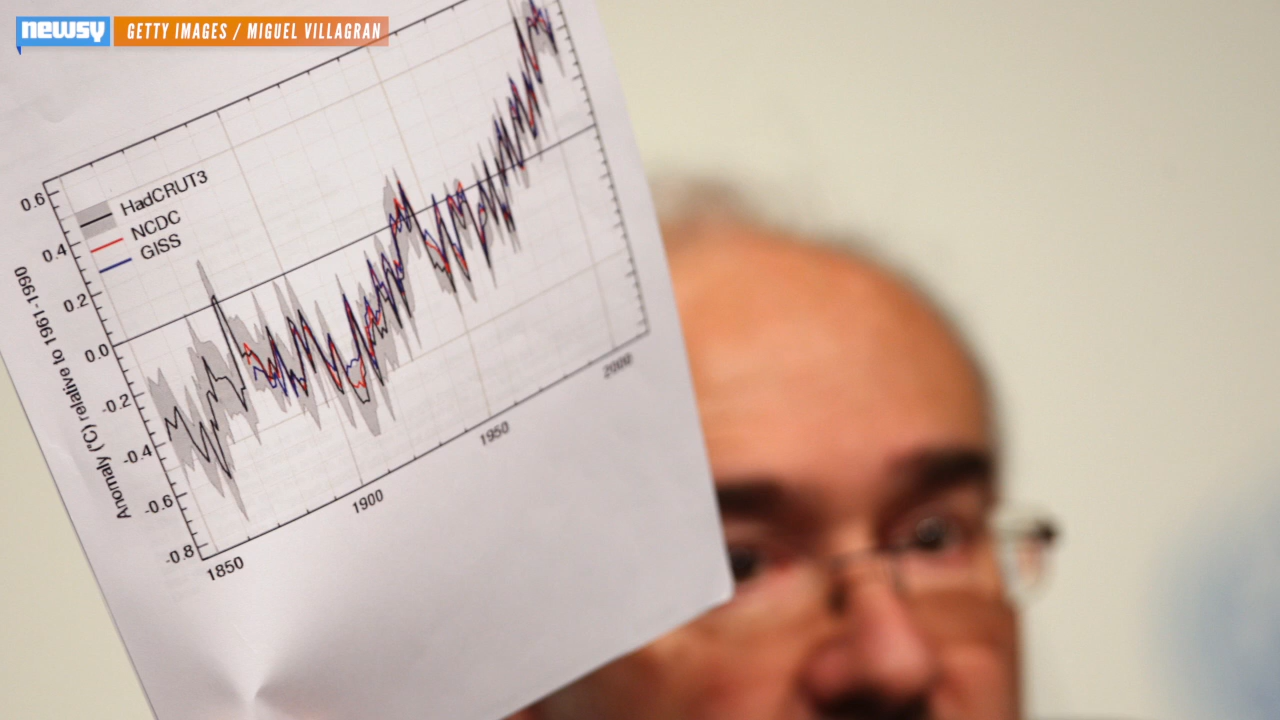 newsy
GETTY IMAGES / MIGUEL VILLAGRAN
HadCRUT3
NCDC
GISS
0.6
0.4
0.2
0.0
-0.2
-0.4
-0.6
-0.8
Anomaly (°C) relative to 1961-1990
1850
1900
1950
2000